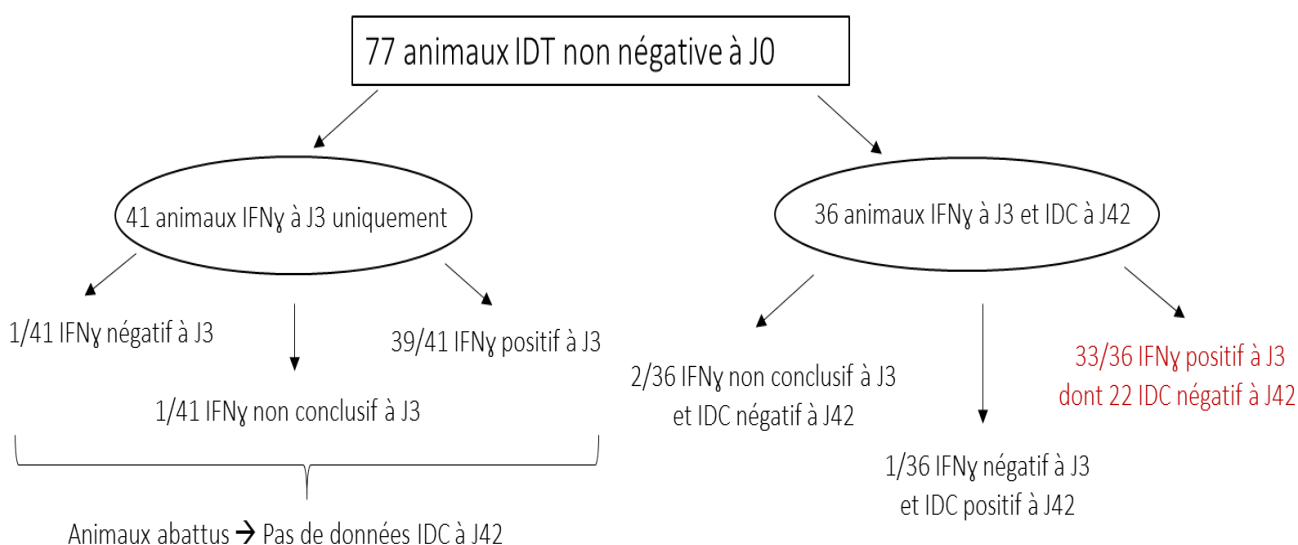 77 animaux IDT non négative à J0
41 animaux IFNɣ à J3 uniquement
36 animaux IFNɣ à J3 et IDC à J42
1/41 IFNɣ négatif à J3
39/41 IFNɣ positif à J3
1/41 IFNɣ non conclusif à J3
2/36 IFNɣ non conclusif à J3
et IDC négatif à J42
33/36 IFNɣ positif à J3
dont 22 IDC négatif à J42
1/36 IFNɣ négatif à J3
et IDC positif à J42
Animaux abattus → Pas de données IDC à J42